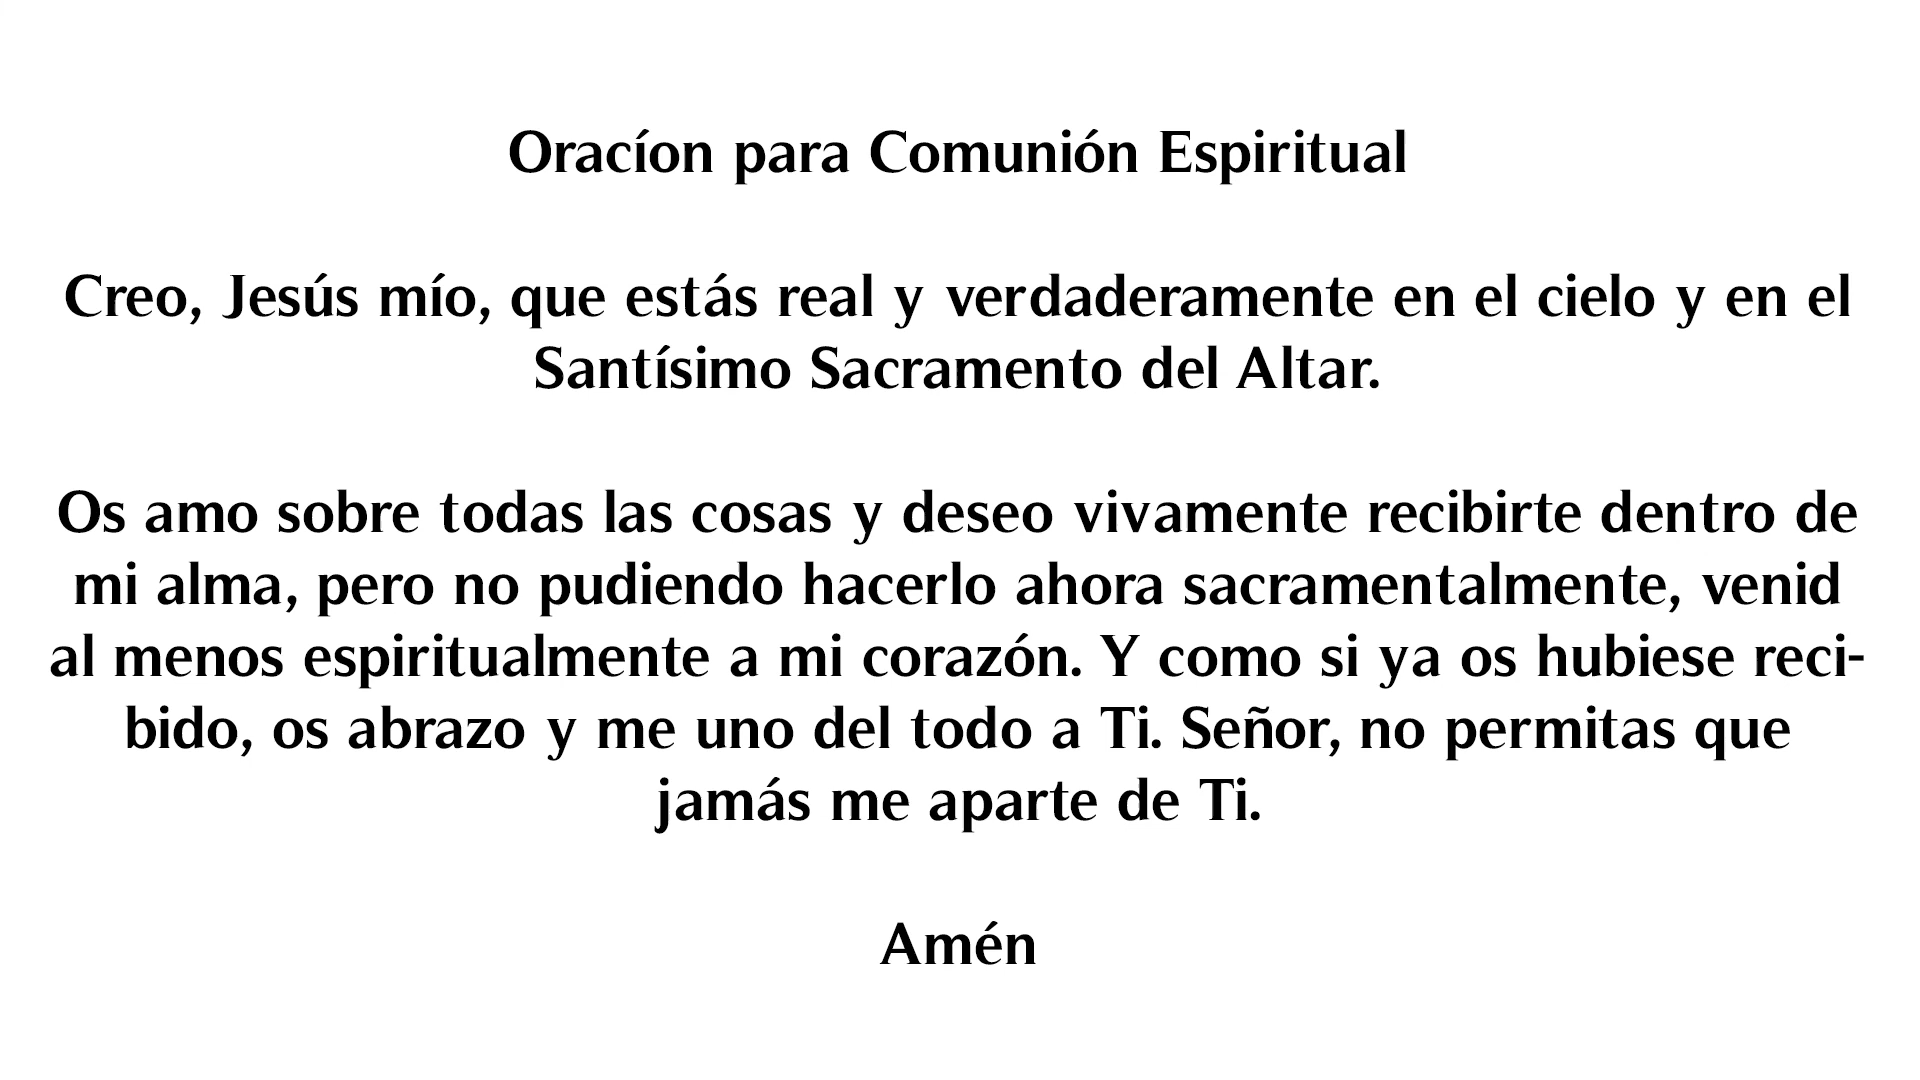 Oracíon para Comunión Espiritual
Creo, Jesús mío, que estás real y verdaderamente en el cielo y en el
Santísimo Sacramento del Altar.
Os amo sobre todas las cosas y deseo vivamente recibirte dentro de
mi alma, pero no pudiendo hacerlo ahora sacramentalmente, venid
al menos espiritualmente a mi corazón. Y como si ya os hubiese reci-
bido, os abrazo y me uno del todo a Ti. Señor, no permitas que
jamás me aparte de Ti.
Amén